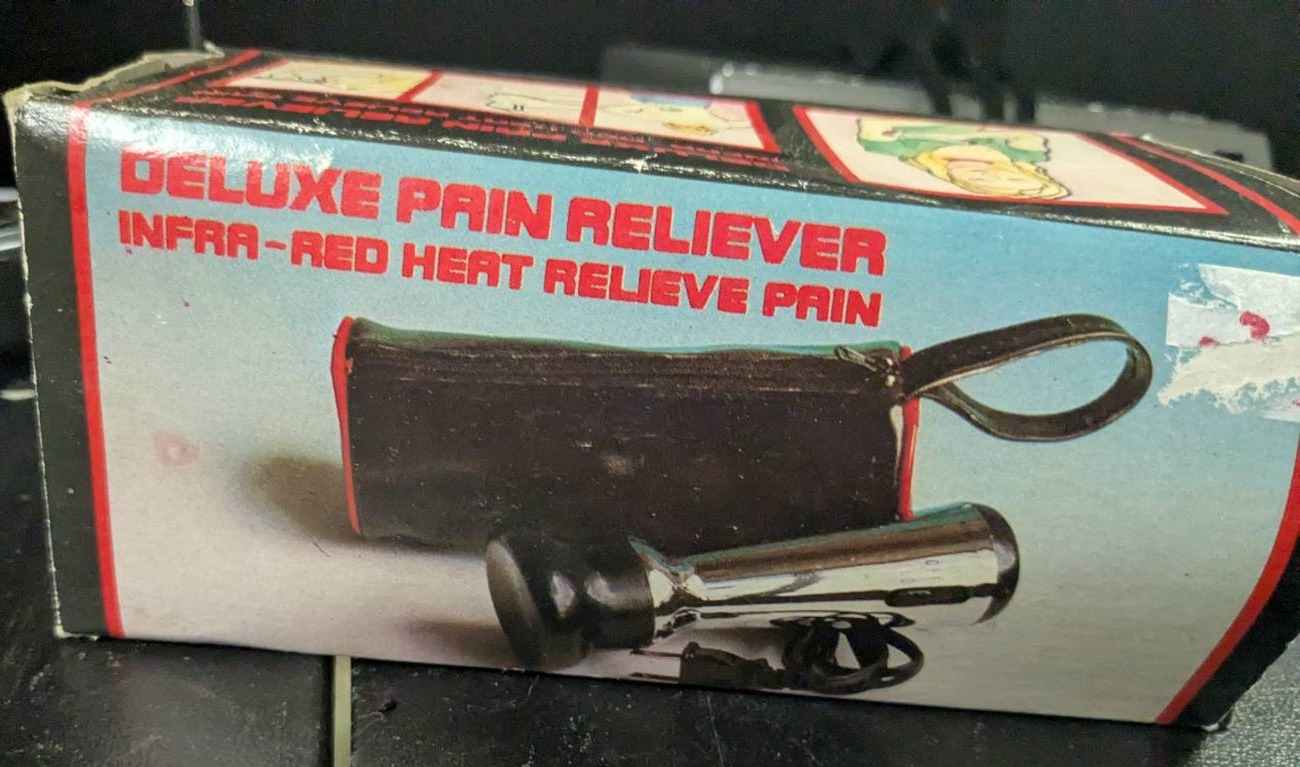 DELUXE PAIN RELIEVER
INFRA-RED HEAT RELIEVE PAIN